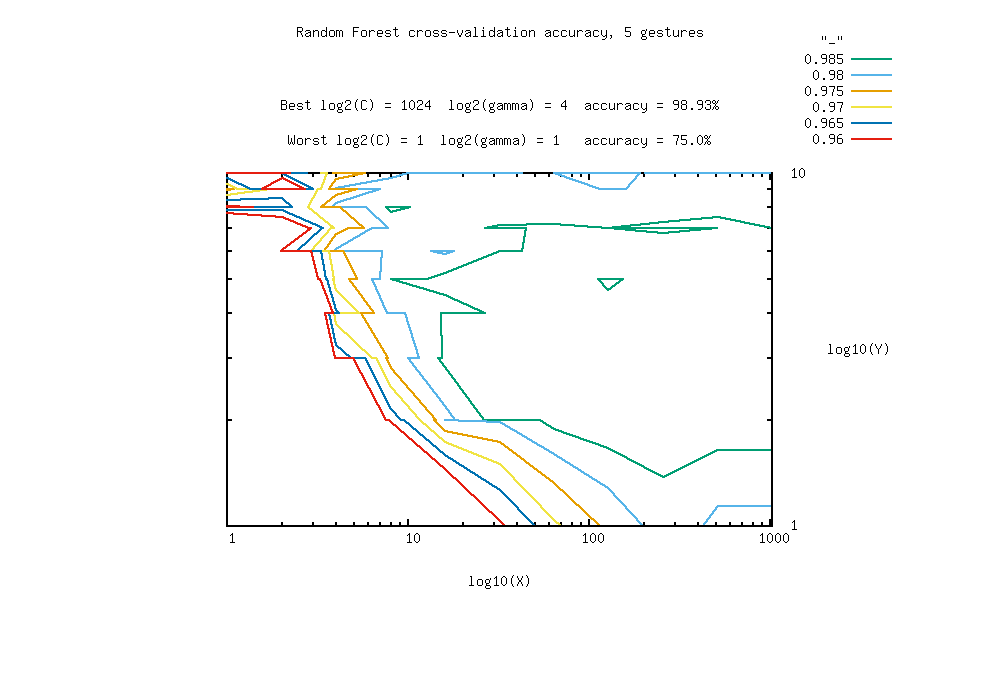 Random Forest cross-validation accuracy, 5 gestures
"_"
0.985
0.98
0.975
0.97
0.965
0.96
Best log2(C) = 1024  log2(gamma) = 4  accuracy = 98.93%
Worst log2(C) = 1  log2(gamma) = 1   accuracy = 75.0%
10
log10(Y)
1
1
10
100
1000
log10(X)